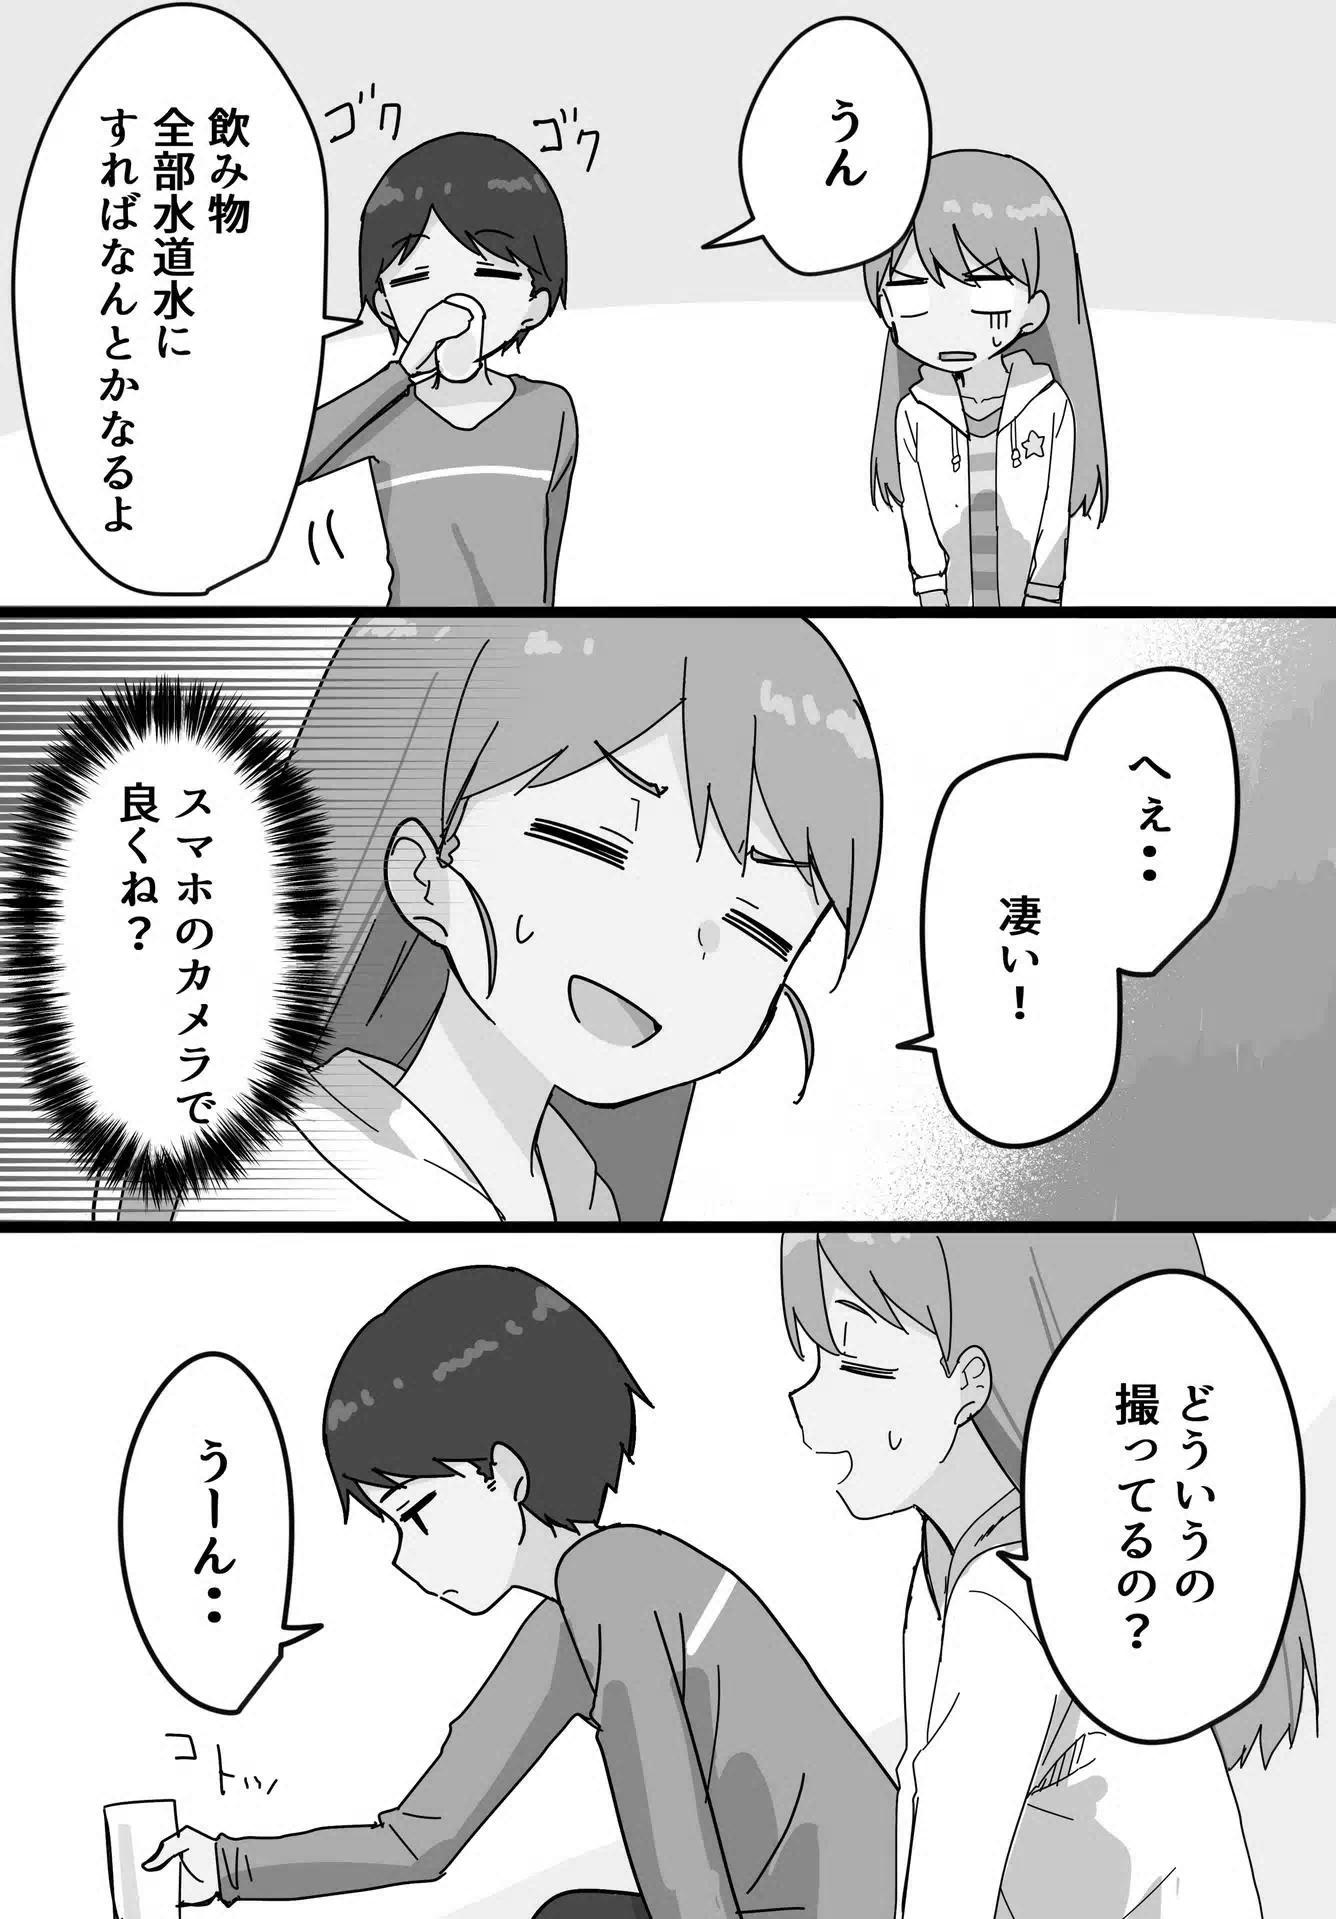 うん
ゴク
ゴク
飲み物
全部水道水に
すればなんとかなるよ
へぇ‥
凄い！
スマホのカメラで
良くね？
どういうの
撮ってるの？
うーん‥
コトッ